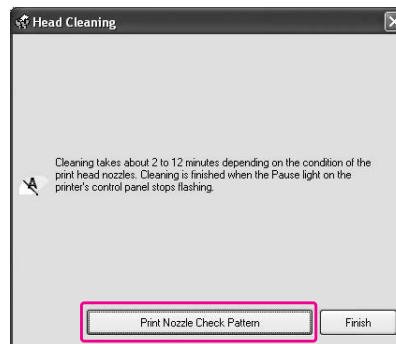 Head Cleaning
Cleaning takes about 2 to 12 minutes depending on the condition of the
print head nozzles. Cleaning is finished when the Pause light on the
printer's control panel stops flashing.
Print Nozzle Check Pattern
Finish